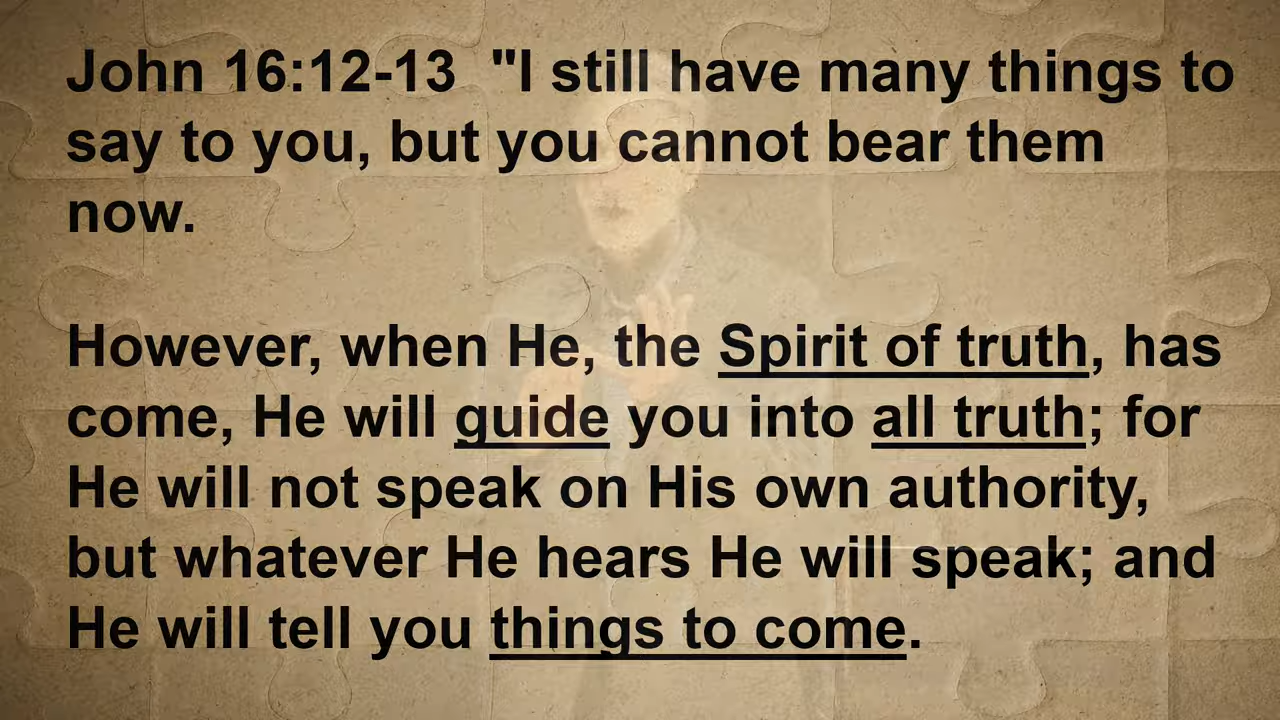 John 16:12-13  "I still have many things to
say to you, but you cannot bear them
now.
However, when He, the Spirit of truth, has
come, He will guide you into all truth; for
He will not speak on His own authority,
but whatever He hears He will speak; and
He will tell you things to come.